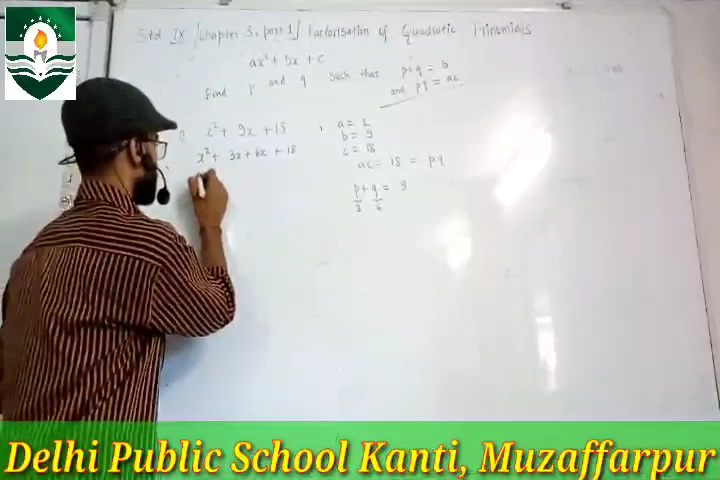 Std IX [Chapter 3, part 1] Factorisation of Quadratic Trinomials
ax² + bx + c
Find p and q such that p+q = b
and pq = ac
x² + 9x + 18 , a = 1
b = 9
x² + 3x + 6x + 18 c = 18
ac = 18 = pq
p + q = 9
3 6
Delhi Public School Kanti, Muzaffarpur